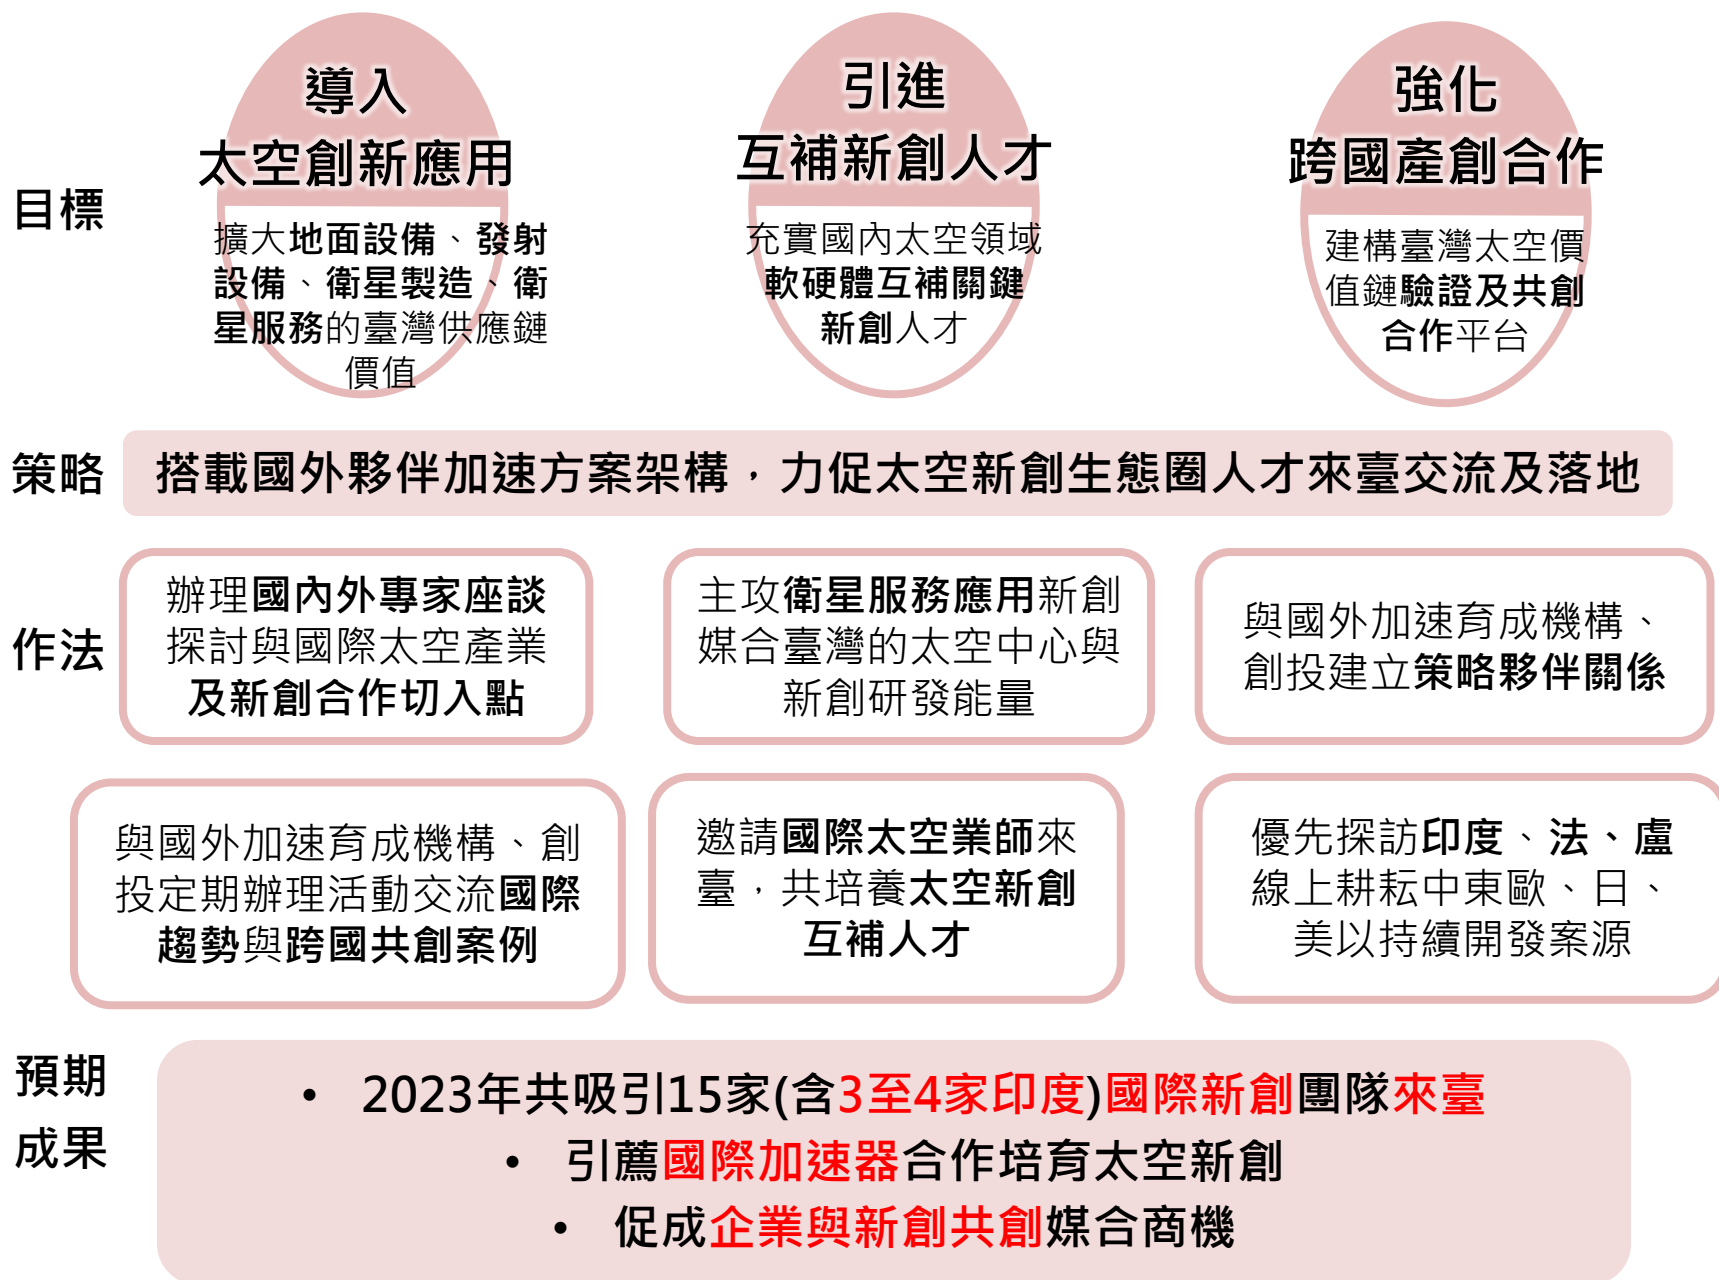 目標
導入
太空創新應用
擴大地面設備、發射
設備、衛星製造、衛
星服務的臺灣供應鏈
價值
引進
互補新創人才
充實國內太空領域
軟硬體互補關鍵
新創人才
強化
跨國產創合作
建構臺灣太空價
值鏈驗證及共創
合作平台
策略
搭載國外夥伴加速方案架構，力促太空新創生態圈人才來臺交流及落地
作法
辦理國內外專家座談
探討與國際太空產業
及新創合作切入點
主攻衛星服務應用新創
媒合臺灣的太空中心與
新創研發能量
與國外加速育成機構、
創投建立策略夥伴關係
與國外加速育成機構、創
投定期辦理活動交流國際
趨勢與跨國共創案例
邀請國際太空業師來
臺，共培養太空新創
互補人才
優先探訪印度、法、盧
線上耕耘中東歐、日、
美以持續開發案源
預期
成果
• 2023年共吸引15家(含3至4家印度)國際新創團隊來臺
• 引薦國際加速器合作培育太空新創
• 促成企業與新創共創媒合商機